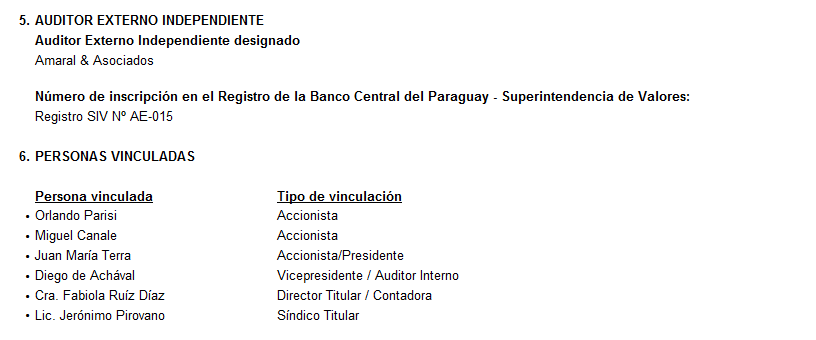 5. AUDITOR EXTERNO INDEPENDIENTE
Auditor Externo Independiente designado
Amaral & Asociados
Número de inscripción en el Registro de la Banco Central del Paraguay - Superintendencia de Valores:
Registro SIV Nº AE-015
6. PERSONAS VINCULADAS
Persona vinculada Tipo de vinculación
• Orlando Parisi Accionista
• Miguel Canale Accionista
• Juan María Terra Accionista/Presidente
• Diego de Achával Vicepresidente / Auditor Interno
• Cra. Fabiola Ruíz Díaz Director Titular / Contadora
• Lic. Jerónimo Pirovano Síndico Titular